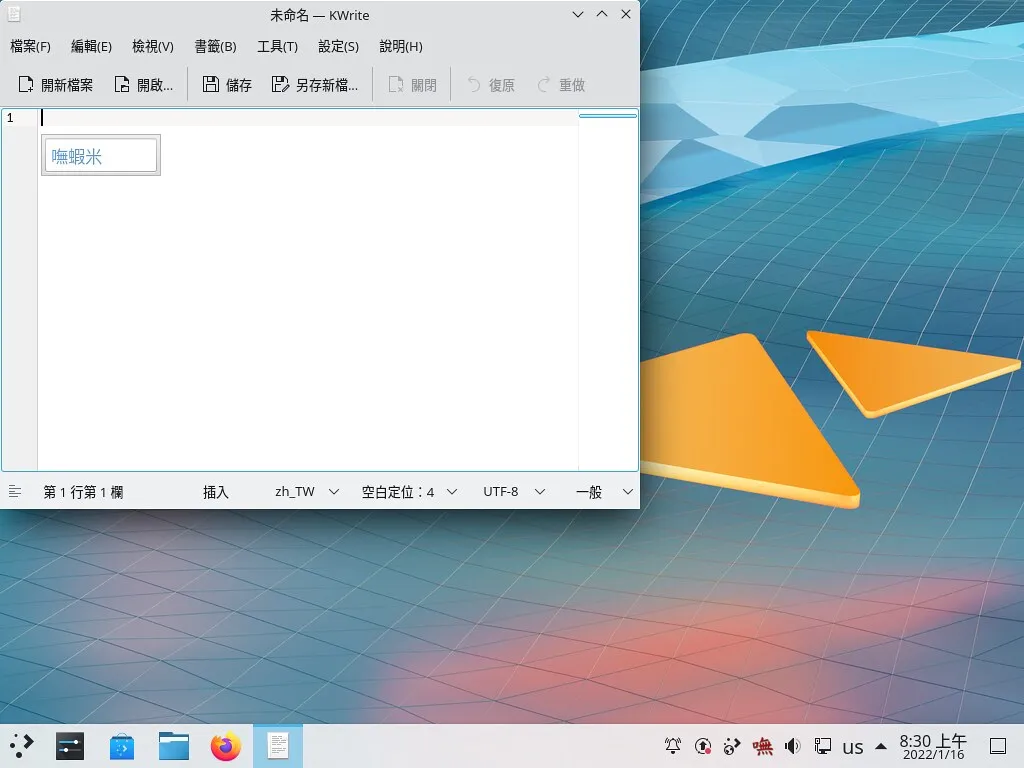 未命名 — KWrite
檔案(F) 編輯(E) 檢視(V) 書籤(B) 工具(T) 設定(S) 說明(H)
開新檔案 開啟... 儲存 另存新檔... 關閉 復原 重做
1
嘸蝦米
第 1 行第 1 欄 插入 zh_TW 空白定位：4 UTF-8 一般
嘸 us 8:30 上午
2022/1/16